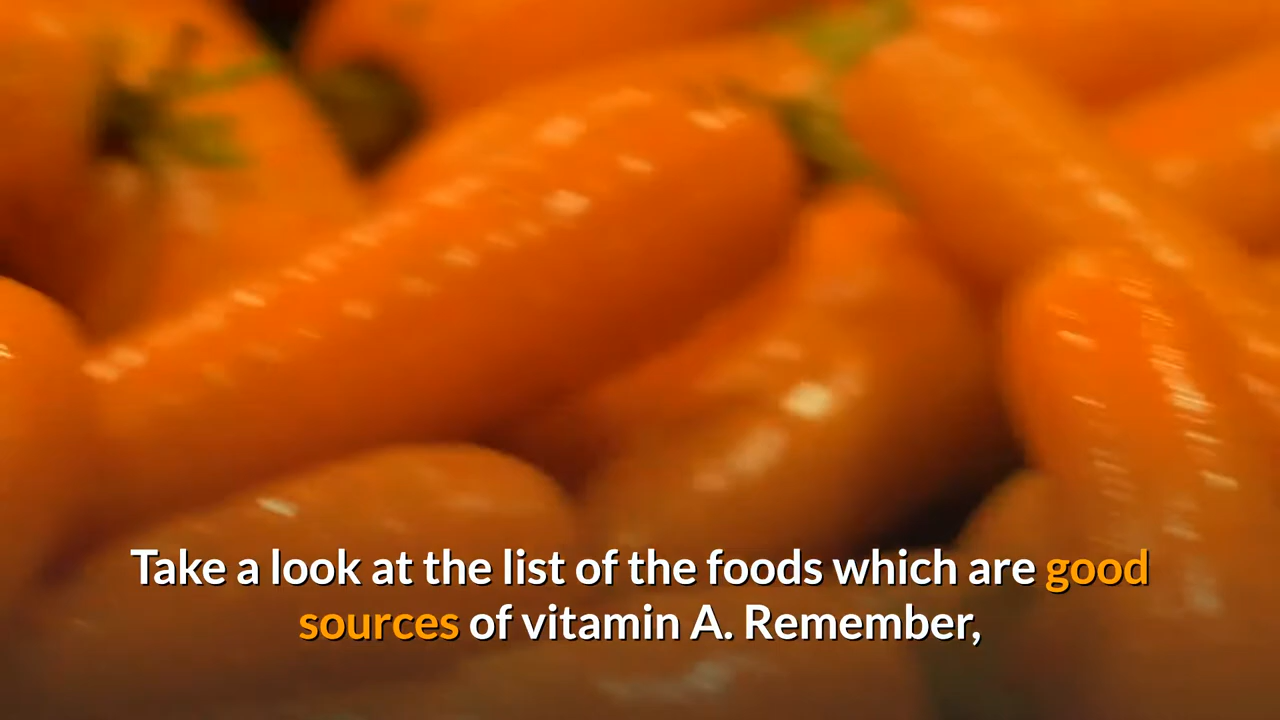 Take a look at the list of the foods which are good
sources of vitamin A. Remember,